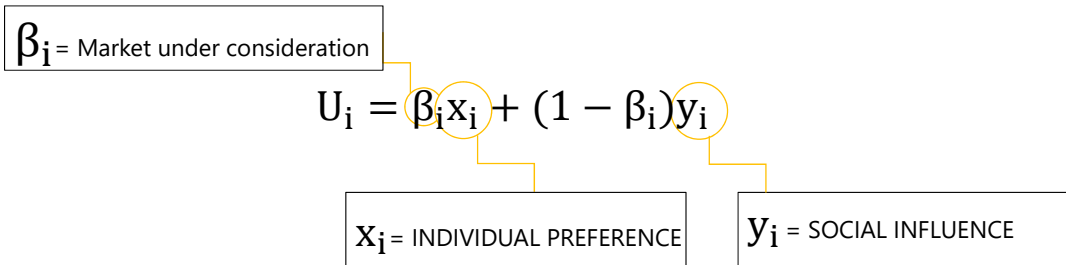 βᵢ = Market under consideration
Uᵢ = βᵢxᵢ + (1 − βᵢ)yᵢ
xᵢ = INDIVIDUAL PREFERENCE
yᵢ = SOCIAL INFLUENCE